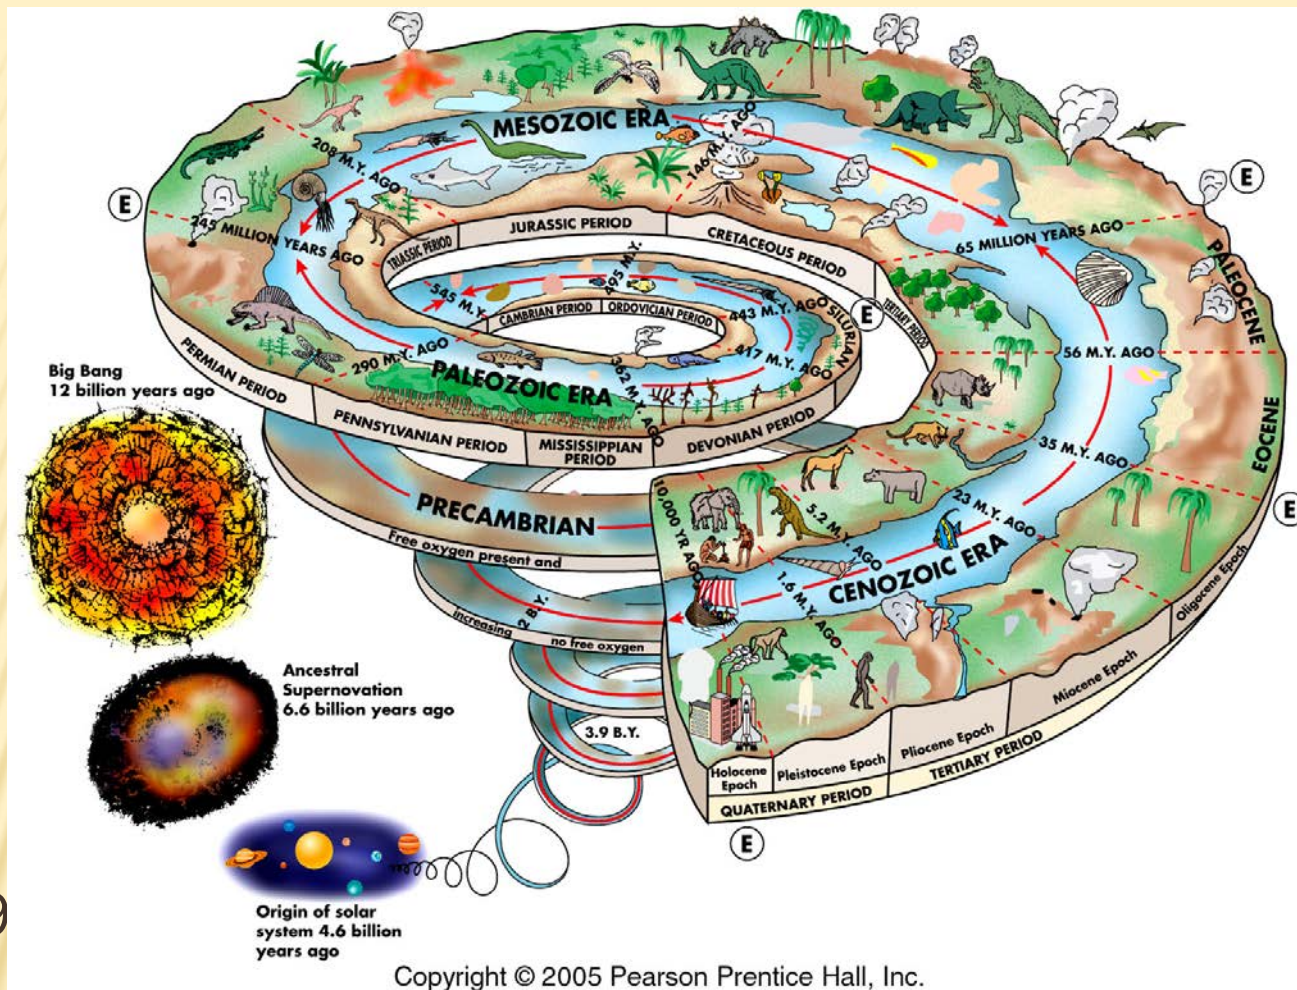 MESOZOIC ERA
208 M.Y. AGO
146 M.Y. AGO
E
E
245 MILLION YEARS AGO
65 MILLION YEARS AGO
TRIASSIC PERIOD
JURASSIC PERIOD
CRETACEOUS PERIOD
TERTIARY PERIOD
PALEOCENE
545 M.Y.
495 M.Y.
CAMBRIAN PERIOD
ORDOVICIAN PERIOD
443 M.Y. AGO
SILURIAN
E
417 M.Y. AGO
56 M.Y. AGO
290 M.Y. AGO
362 M.Y. AGO
PALEOZOIC ERA
PERMIAN PERIOD
PENNSYLVANIAN PERIOD
MISSISSIPPIAN
PERIOD
DEVONIAN PERIOD
EOCENE
35 M.Y. AGO
E
Big Bang
12 billion years ago
PRECAMBRIAN
Free oxygen present and
increasing
2 B.Y.
no free oxygen
10,000 YR AGO
5.2 M.Y. AGO
23 M.Y. AGO
1.6 M.Y. AGO
CENOZOIC ERA
Oligocene Epoch
Miocene Epoch
Pliocene Epoch
Pleistocene Epoch
Holocene
Epoch
TERTIARY PERIOD
QUATERNARY PERIOD
E
Ancestral
Supernovation
6.6 billion years ago
3.9 B.Y.
Origin of solar
system 4.6 billion
years ago
9
Copyright © 2005 Pearson Prentice Hall, Inc.